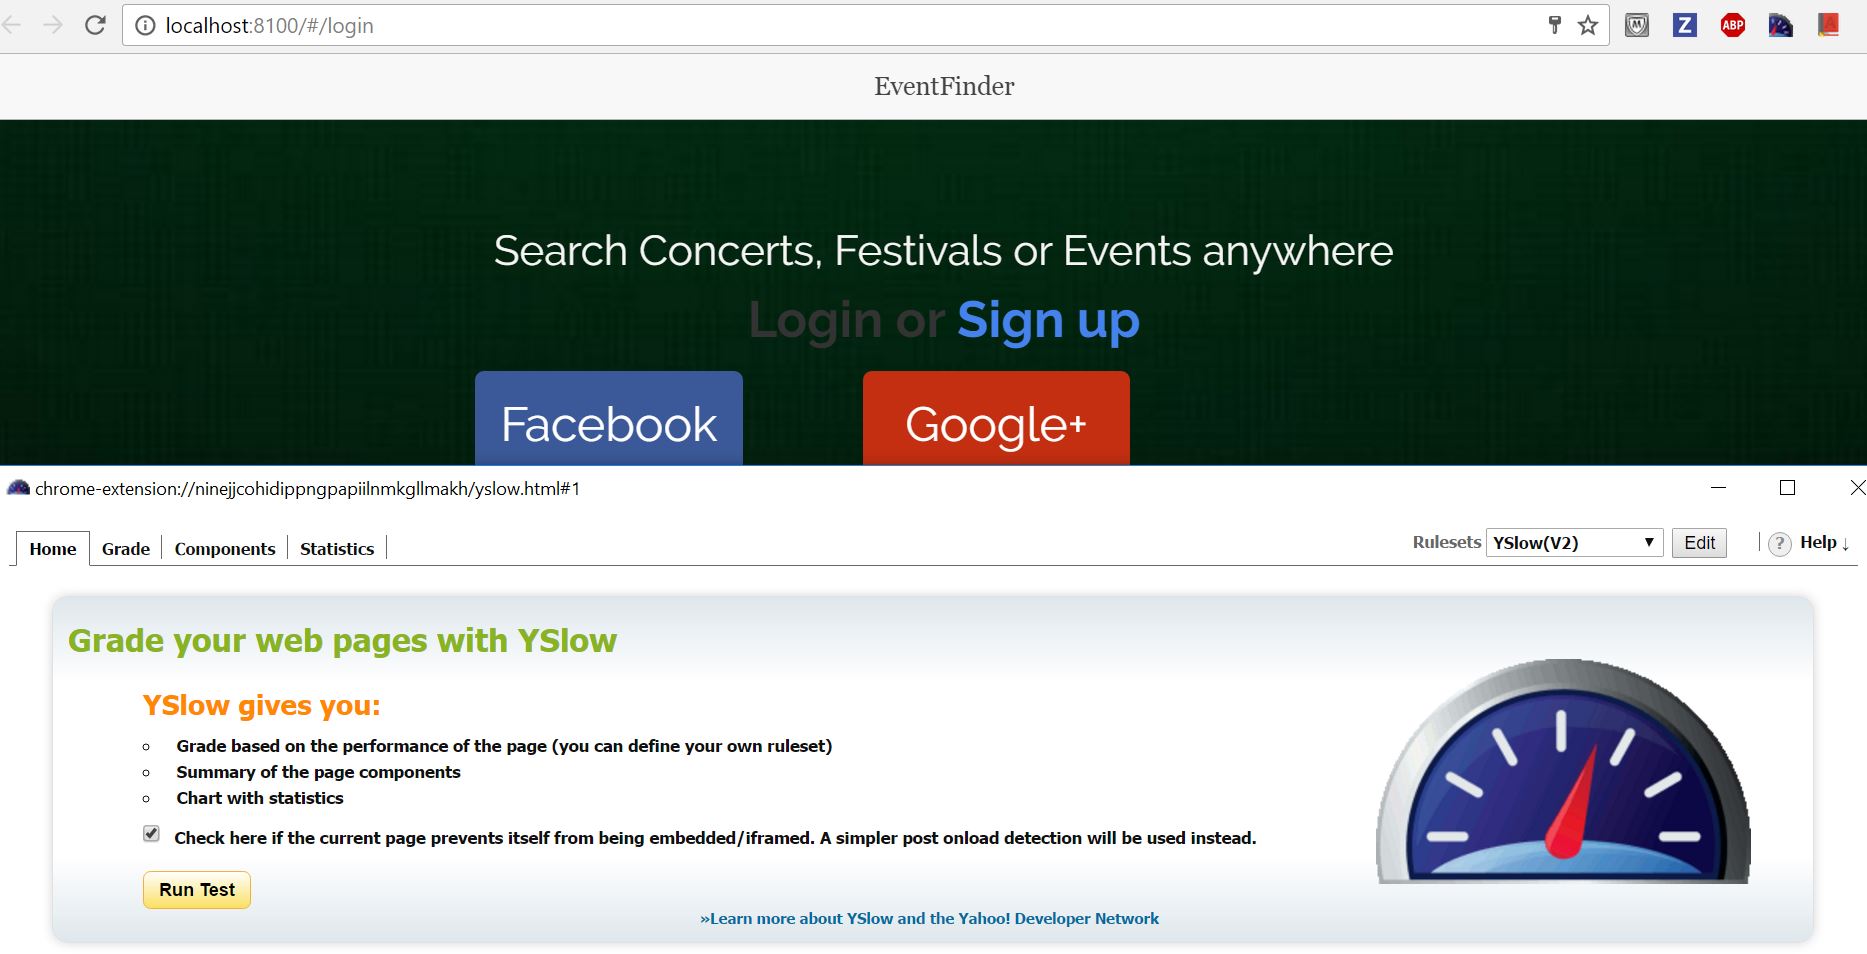 localhost:8100/#/login
M Z ABP A
EventFinder
Search Concerts, Festivals or Events anywhere
Login or Sign up
Facebook Google+
chrome-extension://ninejjcohidippngpapiilnmkgllmakh/yslow.html#1
Home Grade Components Statistics Rulesets YSlow(V2) Edit ? Help ↓
Grade your web pages with YSlow
YSlow gives you:
Grade based on the performance of the page (you can define your own ruleset)
Summary of the page components
Chart with statistics
Check here if the current page prevents itself from being embedded/iframed. A simpler post onload detection will be used instead.
Run Test
»Learn more about YSlow and the Yahoo! Developer Network